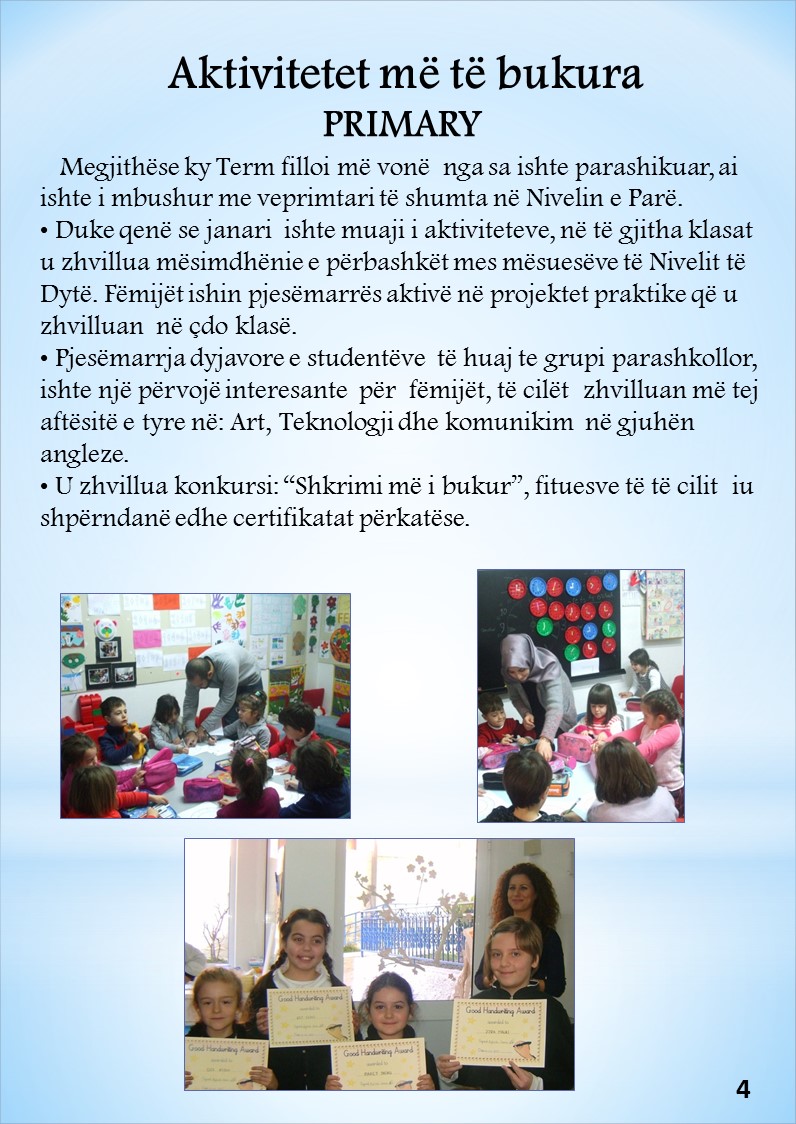 Aktivitetet më të bukura
PRIMARY
Megjithëse ky Term filloi më vonë nga sa ishte parashikuar, ai
ishte i mbushur me veprimtari të shumta në Nivelin e Parë.
• Duke qenë se janari ishte muaji i aktiviteteve, në të gjitha klasat
u zhvillua mësimdhënie e përbashkët mes mësuesëve të Nivelit të
Dytë. Fëmijët ishin pjesëmarrës aktivë në projektet praktike që u
zhvilluan në çdo klasë.
• Pjesëmarrja dyjavore e studentëve të huaj te grupi parashkollor,
ishte një përvojë interesante për fëmijët, të cilët zhvilluan më tej
aftësitë e tyre në: Art, Teknologji dhe komunikim në gjuhën
angleze.
• U zhvillua konkursi: “Shkrimi më i bukur”, fituesve të të cilit iu
shpërndanë edhe certifikatat përkatëse.
Good Handwriting Award
Good Handwriting Award
Good Handwriting Award
Good Handwriting Award
4